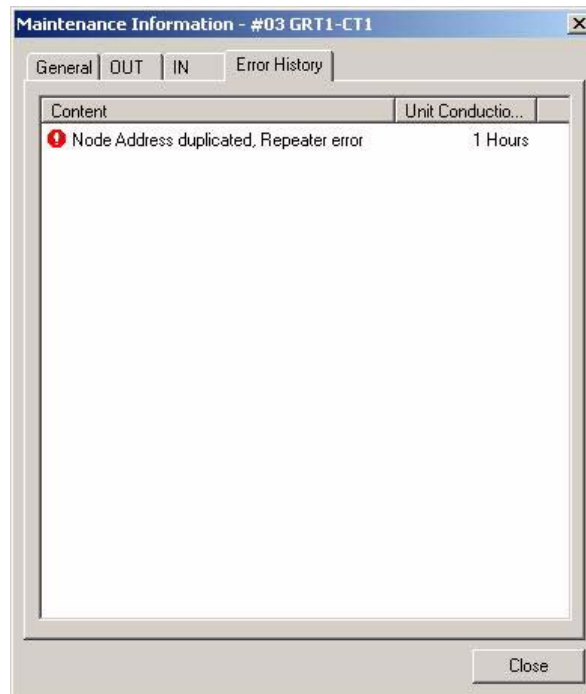 Maintenance Information - #03 GRT1-CT1
General OUT IN Error History
Content Unit Conductio...
Node Address duplicated, Repeater error 1 Hours
Close